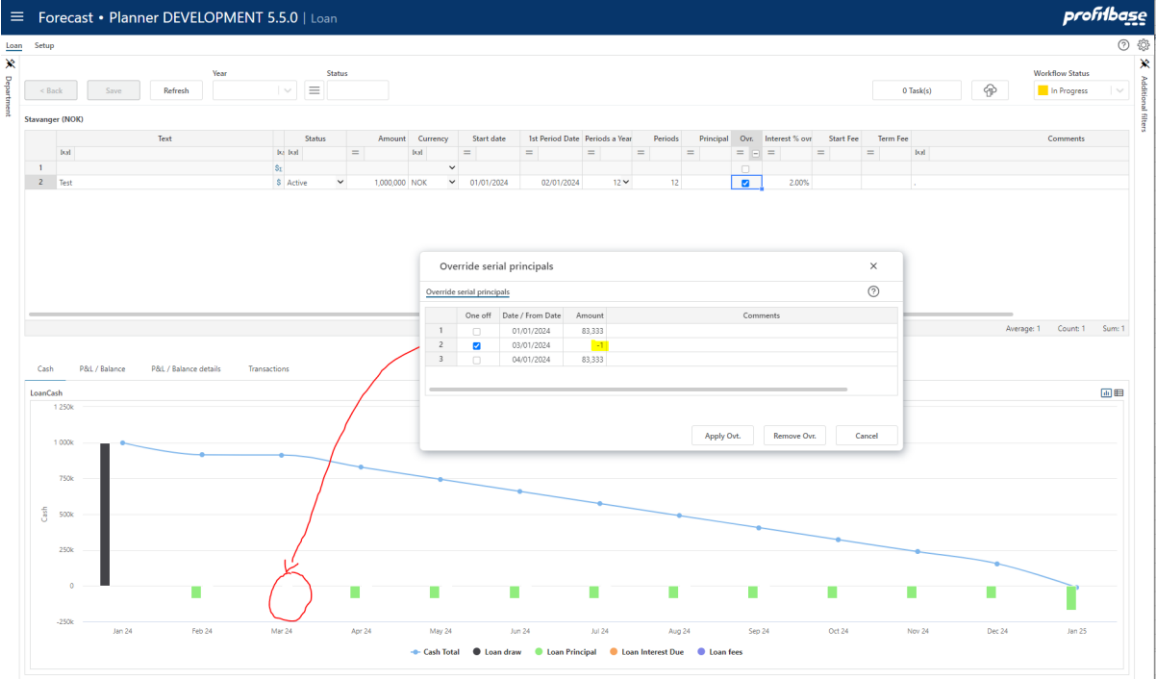 Forecast • Planner DEVELOPMENT 5.5.0 | Loan
profitbase
Loan Setup
Department
Additional filters
Year Status Workflow Status
< Back Save Refresh 0 Task(s) In Progress
Stavanger (NOK)
Text Status Amount Currency Start date 1st Period Date Periods a Year Periods Principal Ovr. Interest % ovr Start Fee Term Fee Comments
1
2 Test $ Active 1,000,000 NOK 01/01/2024 02/01/2024 12 12 2.00% .
Override serial principals
Override serial principals
One off Date / From Date Amount Comments
1 01/01/2024 83,333
2 03/01/2024 -1
3 04/01/2024 83,333
Apply Ovt. Remove Ovr. Cancel
Average: 1 Count: 1 Sum: 1
Cash P&L / Balance P&L / Balance details Transactions
LoanCash
1 250k
1 000k
750k
500k
250k
0
-250k
Cash
Jan 24 Feb 24 Mar 24 Apr 24 May 24 Jun 24 Jul 24 Aug 24 Sep 24 Oct 24 Nov 24 Dec 24 Jan 25
Cash Total Loan draw Loan Principal Loan Interest Due Loan fees